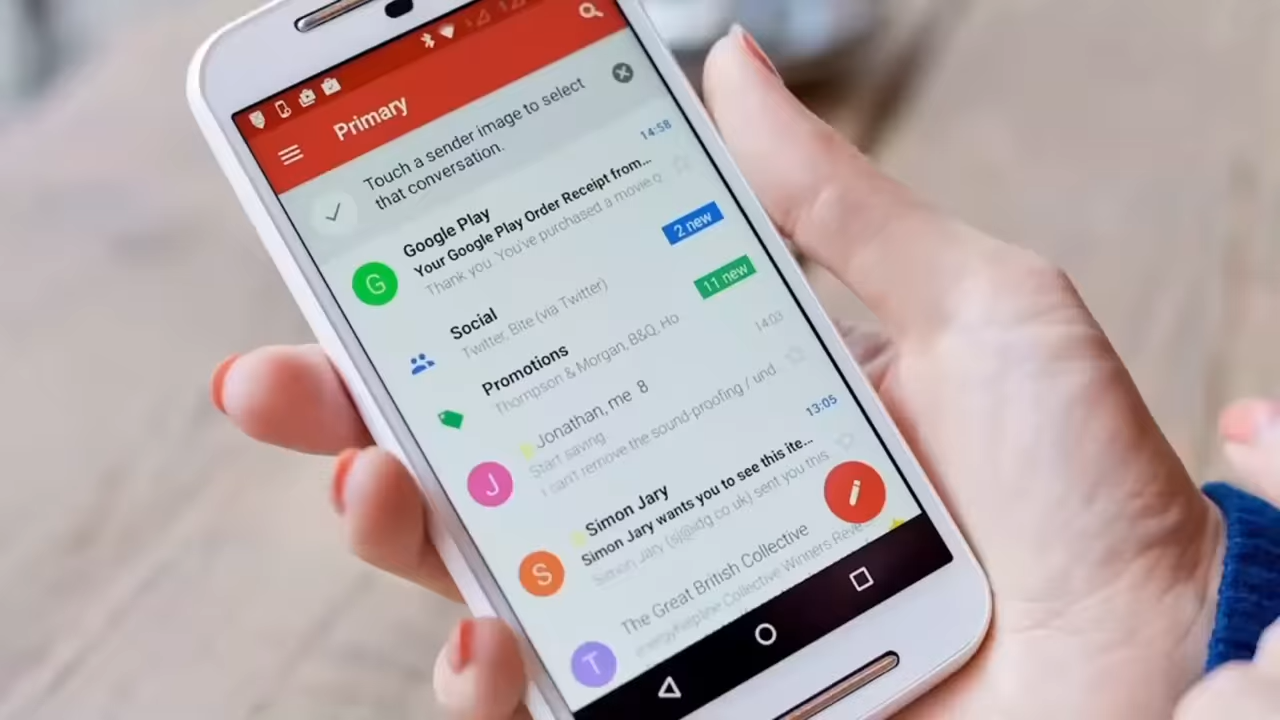 Primary
Touch a sender image to select
that conversation.
Google Play
14:58
Your Google Play Order Receipt from...
Thank you. You've purchased a movie o
G
Social
2 new
Twitter, Bite (via Twitter)
Promotions
11 new
Thompson & Morgan, B&Q, Ho
Jonathan, me 8
14:03
Start saving
I can't remove the sound-proofing / und
J
Simon Jary
13:05
Simon Jary wants you to see this ite...
Simon Jary (sj@idg.co.uk) sent you this
S
The Great British Collective
Collective Winners Reve...
T